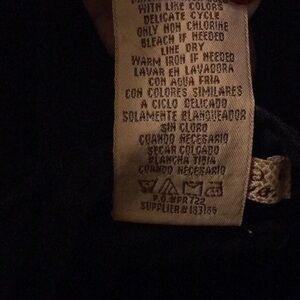 WITH LIKE COLORS
DELICATE CYCLE
ONLY NON CHLORINE
BLEACH IF NEEDED
LINE DRY
WARM IRON IF NEEDED
LAVAR EN LAVADORA
CON AGUA FRIA
CON COLORES SIMILARES
A CICLO DELICADO
SOLAMENTE BLANQUEADOR
SIN CLORO
CUANDO NECESARIO
SECAR COLGADO
PLANCHA TIBIA
CUANDO NECESARIO
SUPPLIER# 183186